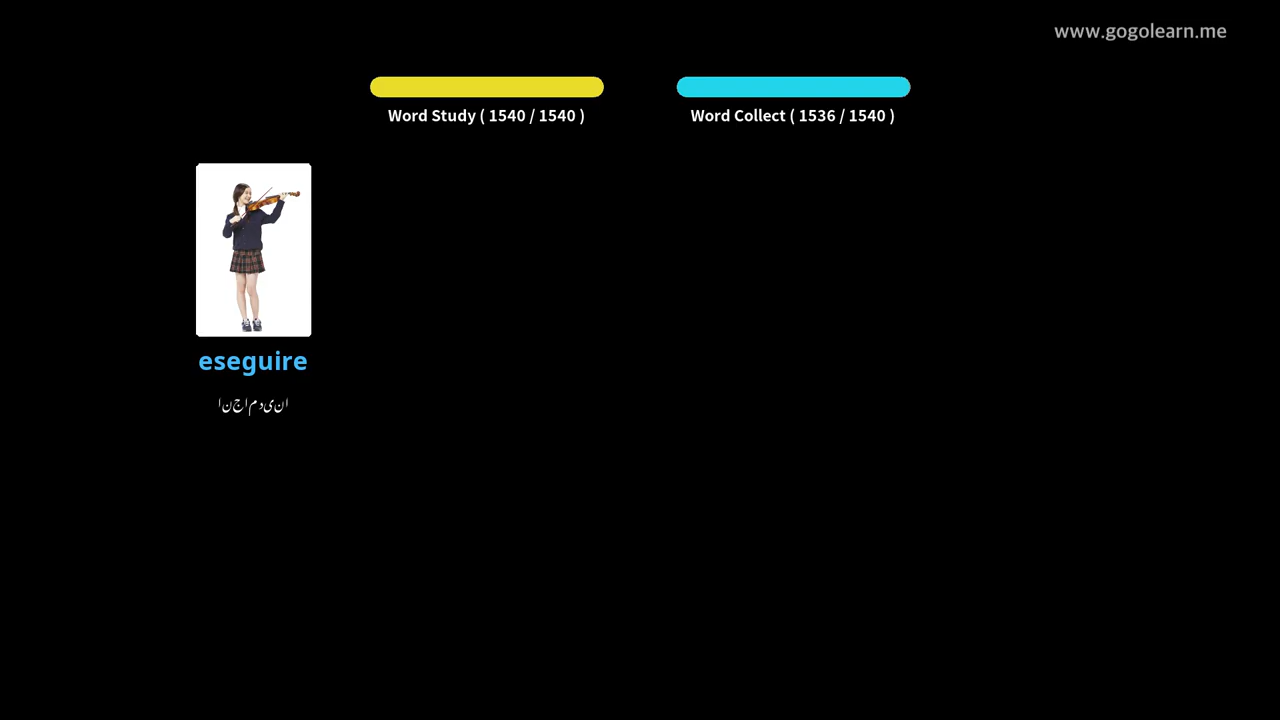 www.gogolearn.me
Word Study ( 1540 / 1540 )
Word Collect ( 1536 / 1540 )
eseguire
انجام دینا